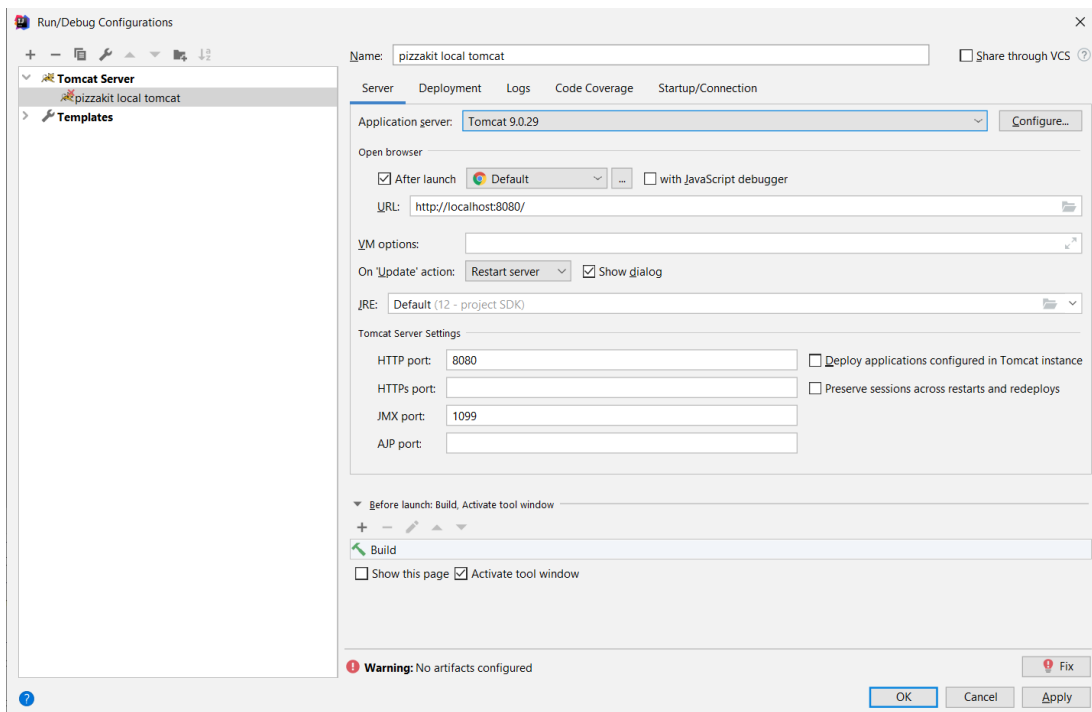 Run/Debug Configurations
Name: pizzakit local tomcat
Share through VCS ?
Tomcat Server
pizzakit local tomcat
Templates
Server Deployment Logs Code Coverage Startup/Connection
Application server: Tomcat 9.0.29 Configure...
Open browser
After launch Default ... with JavaScript debugger
URL: http://localhost:8080/
VM options:
On 'Update' action: Restart server Show dialog
JRE: Default (12 - project SDK)
Tomcat Server Settings
HTTP port: 8080 Deploy applications configured in Tomcat instance
HTTPs port: Preserve sessions across restarts and redeploys
JMX port: 1099
AJP port:
Before launch: Build, Activate tool window
Build
Show this page Activate tool window
Warning: No artifacts configured Fix
? OK Cancel Apply